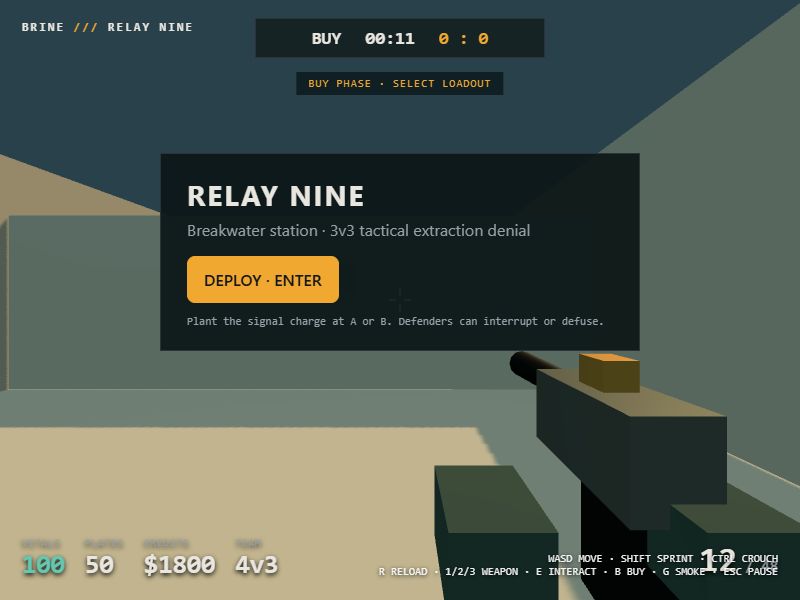 BRINE /// RELAY NINE
BUY 00:11 0 : 0
BUY PHASE · SELECT LOADOUT
RELAY NINE
Breakwater station · 3v3 tactical extraction denial
DEPLOY · ENTER
Plant the signal charge at A or B. Defenders can interrupt or defuse.
100 50 $1800 4v3
12
WASD MOVE · SHIFT SPRINT · CTRL CROUCH
R RELOAD · 1/2/3 WEAPON · E INTERACT · B BUY · G SMOKE · ESC PAUSE